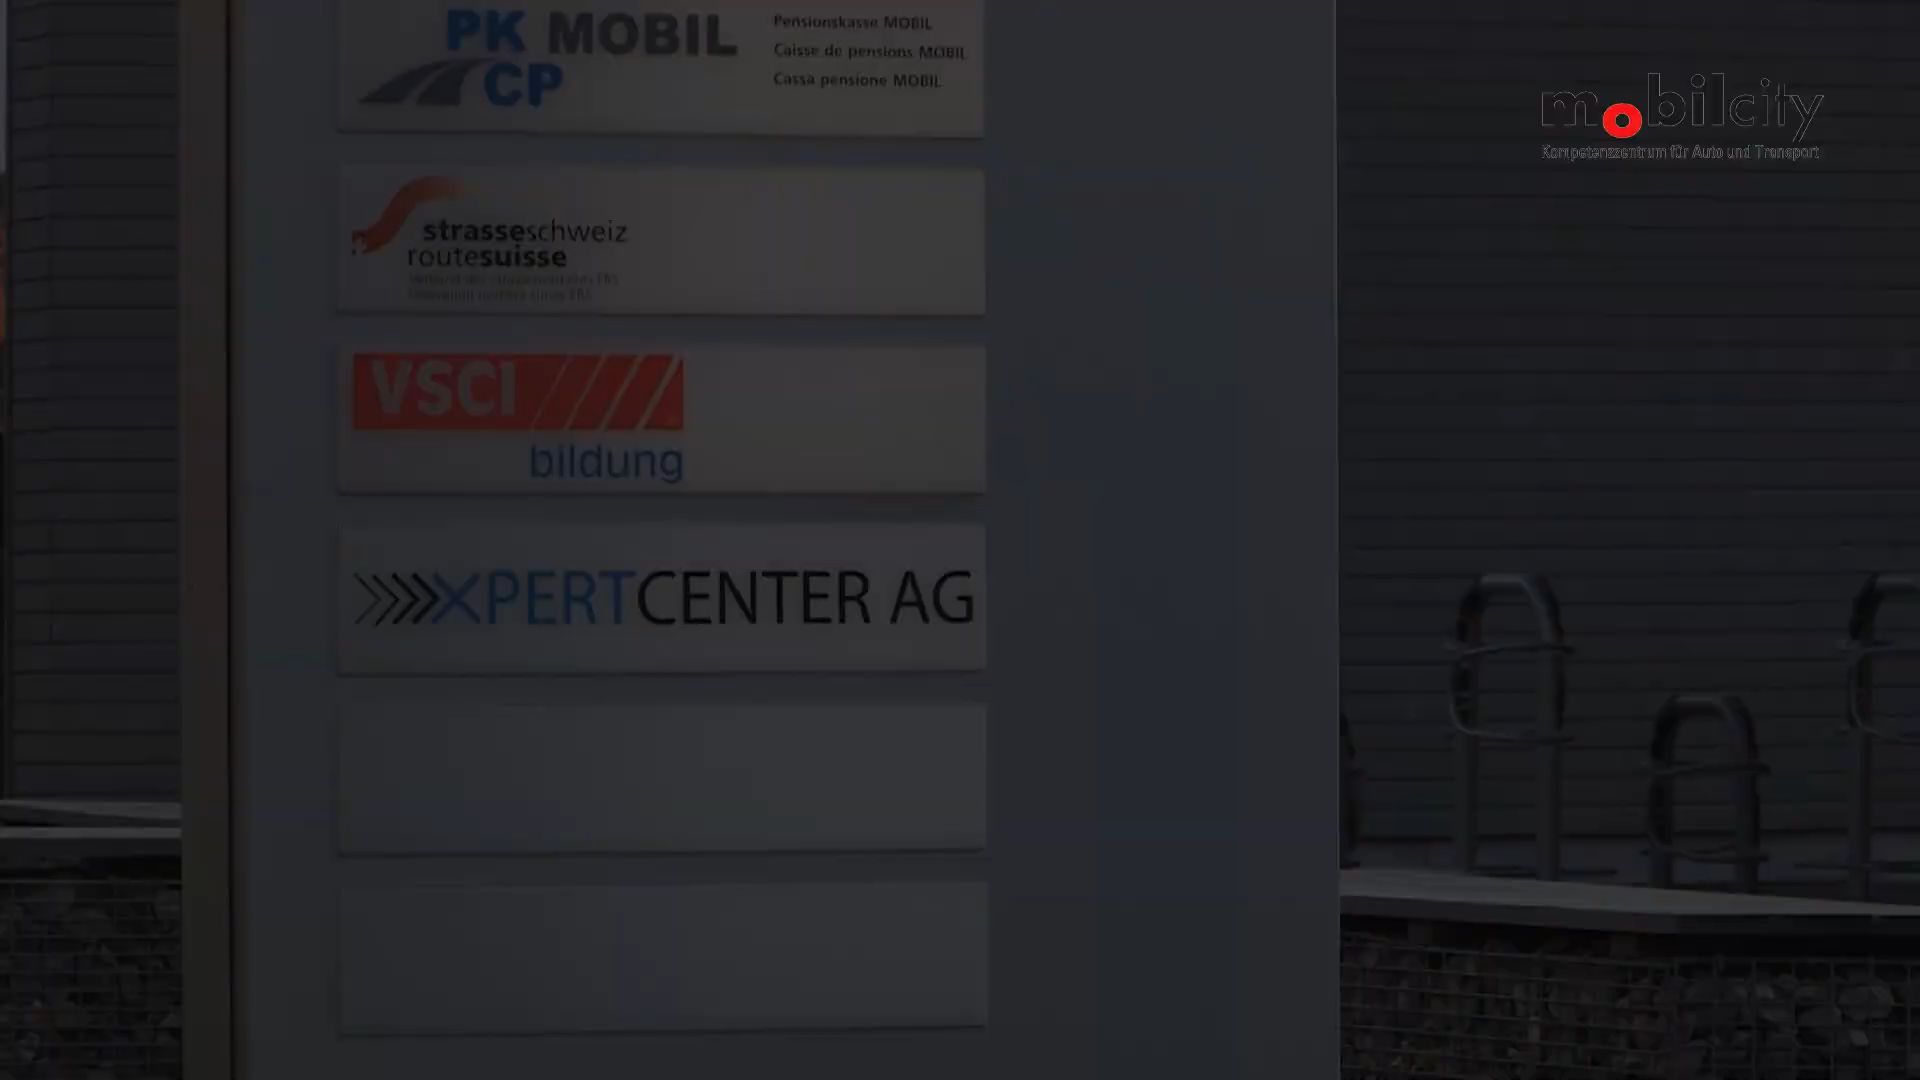 PK MOBIL
CP
Pensionskasse MOBIL
Caisse de pensions MOBIL
Cassa pensione MOBIL
mobilcity
Kompetenzzentrum für Auto und Transport
strasseschweiz
routesuisse
VSCI
bildung
XPERTCENTER AG